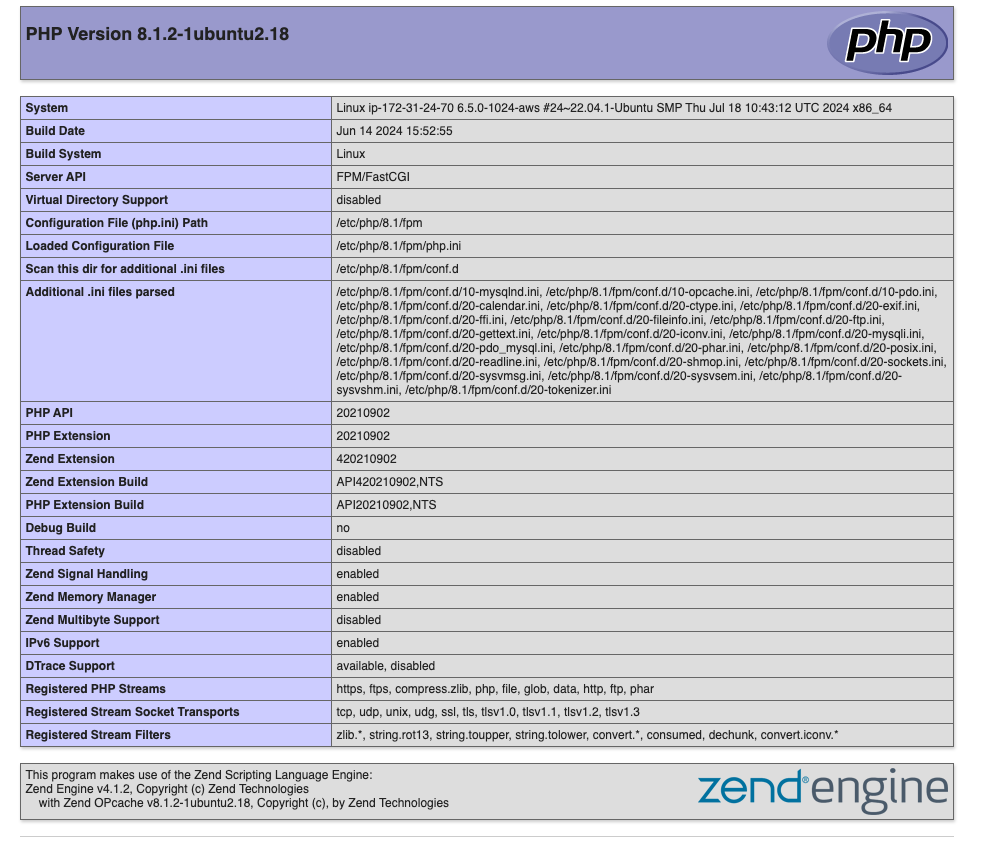 PHP Version 8.1.2-1ubuntu2.18
php
System Linux ip-172-31-24-70 6.5.0-1024-aws #24~22.04.1-Ubuntu SMP Thu Jul 18 10:43:12 UTC 2024 x86_64
Build Date Jun 14 2024 15:52:55
Build System Linux
Server API FPM/FastCGI
Virtual Directory Support disabled
Configuration File (php.ini) Path /etc/php/8.1/fpm
Loaded Configuration File /etc/php/8.1/fpm/php.ini
Scan this dir for additional .ini files /etc/php/8.1/fpm/conf.d
Additional .ini files parsed /etc/php/8.1/fpm/conf.d/10-mysqlnd.ini, /etc/php/8.1/fpm/conf.d/10-opcache.ini, /etc/php/8.1/fpm/conf.d/10-pdo.ini,
/etc/php/8.1/fpm/conf.d/20-calendar.ini, /etc/php/8.1/fpm/conf.d/20-ctype.ini, /etc/php/8.1/fpm/conf.d/20-exif.ini,
/etc/php/8.1/fpm/conf.d/20-ffi.ini, /etc/php/8.1/fpm/conf.d/20-fileinfo.ini, /etc/php/8.1/fpm/conf.d/20-ftp.ini,
/etc/php/8.1/fpm/conf.d/20-gettext.ini, /etc/php/8.1/fpm/conf.d/20-iconv.ini, /etc/php/8.1/fpm/conf.d/20-mysqli.ini,
/etc/php/8.1/fpm/conf.d/20-pdo_mysql.ini, /etc/php/8.1/fpm/conf.d/20-phar.ini, /etc/php/8.1/fpm/conf.d/20-posix.ini,
/etc/php/8.1/fpm/conf.d/20-readline.ini, /etc/php/8.1/fpm/conf.d/20-shmop.ini, /etc/php/8.1/fpm/conf.d/20-sockets.ini,
/etc/php/8.1/fpm/conf.d/20-sysvmsg.ini, /etc/php/8.1/fpm/conf.d/20-sysvsem.ini, /etc/php/8.1/fpm/conf.d/20-
sysvshm.ini, /etc/php/8.1/fpm/conf.d/20-tokenizer.ini
PHP API 20210902
PHP Extension 20210902
Zend Extension 420210902
Zend Extension Build API420210902,NTS
PHP Extension Build API20210902,NTS
Debug Build no
Thread Safety disabled
Zend Signal Handling enabled
Zend Memory Manager enabled
Zend Multibyte Support disabled
IPv6 Support enabled
DTrace Support available, disabled
Registered PHP Streams https, ftps, compress.zlib, php, file, glob, data, http, ftp, phar
Registered Stream Socket Transports tcp, udp, unix, udg, ssl, tls, tlsv1.0, tlsv1.1, tlsv1.2, tlsv1.3
Registered Stream Filters zlib.*, string.rot13, string.toupper, string.tolower, convert.*, consumed, dechunk, convert.iconv.*
This program makes use of the Zend Scripting Language Engine:
Zend Engine v4.1.2, Copyright (c) Zend Technologies
with Zend OPcache v8.1.2-1ubuntu2.18, Copyright (c), by Zend Technologies
zend® engine